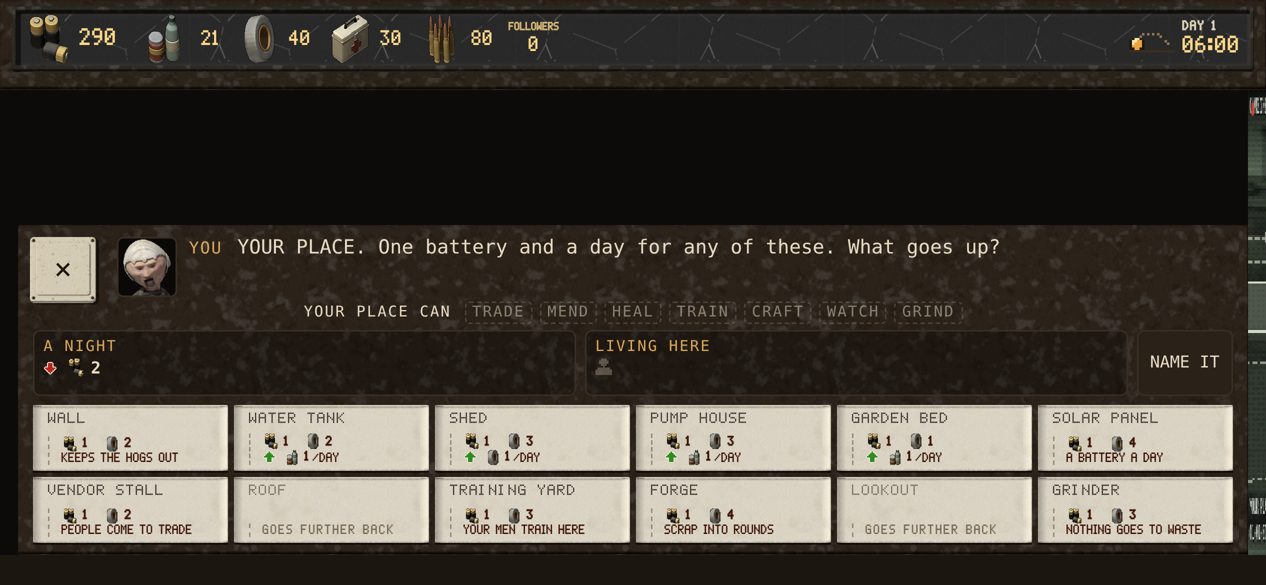 290 21 40 30 80
FOLLOWERS
0
DAY 1
06:00
YOU YOUR PLACE. One battery and a day for any of these. What goes up?
YOUR PLACE CAN TRADE MEND HEAL TRAIN CRAFT WATCH GRIND
A NIGHT
2
LIVING HERE
NAME IT
WALL
1 2
KEEPS THE HOGS OUT
WATER TANK
1 2
1/DAY
SHED
1 3
1/DAY
PUMP HOUSE
1 3
1/DAY
GARDEN BED
1 1
1/DAY
SOLAR PANEL
1 4
A BATTERY A DAY
VENDOR STALL
1 2
PEOPLE COME TO TRADE
ROOF
GOES FURTHER BACK
TRAINING YARD
1 3
YOUR MEN TRAIN HERE
FORGE
1 4
SCRAP INTO ROUNDS
LOOKOUT
GOES FURTHER BACK
GRINDER
1 3
NOTHING GOES TO WASTE